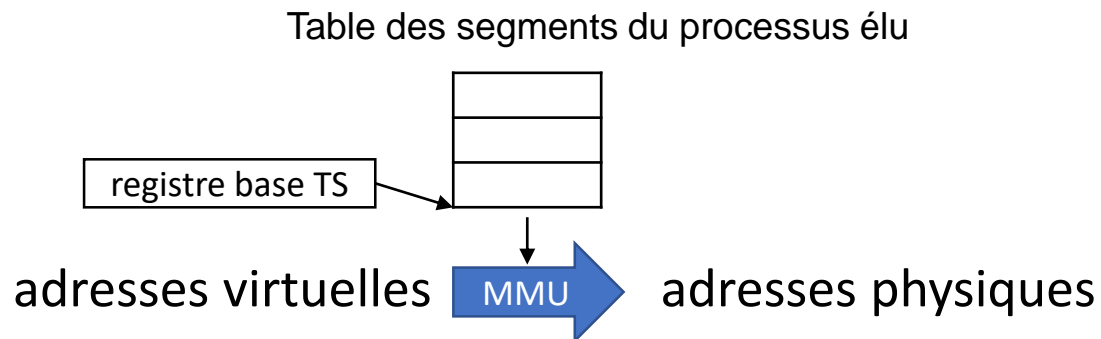 Table des segments du processus élu
registre base TS
adresses virtuelles MMU adresses physiques